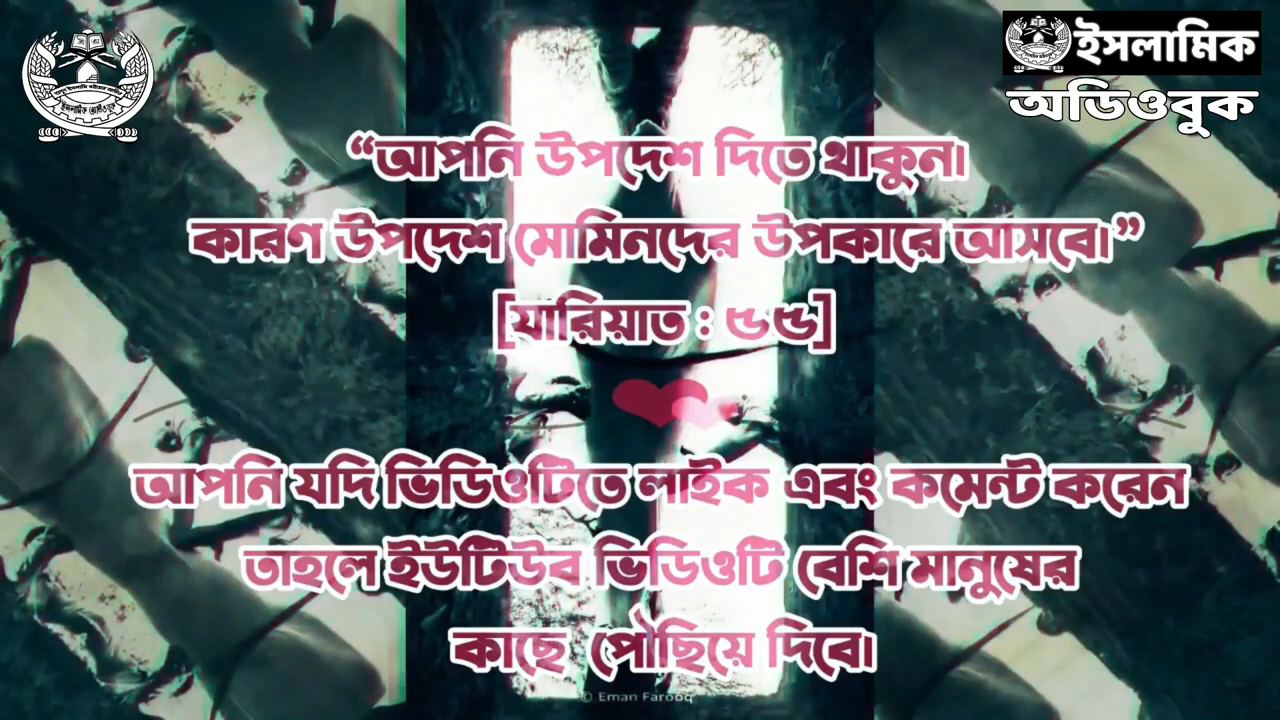 ইসলামিক
অডিওবুক
“আপনি উপদেশ দিতে থাকুন।
কারণ উপদেশ মোমিনদের উপকারে আসবে।”
[যারিয়াত : ৫৫]
আপনি যদি ভিডিওটিতে লাইক এবং কমেন্ট করেন
তাহলে ইউটিউব ভিডিওটি বেশি মানুষের
কাছে পৌছিয়ে দিবে।
© Eman Farooq